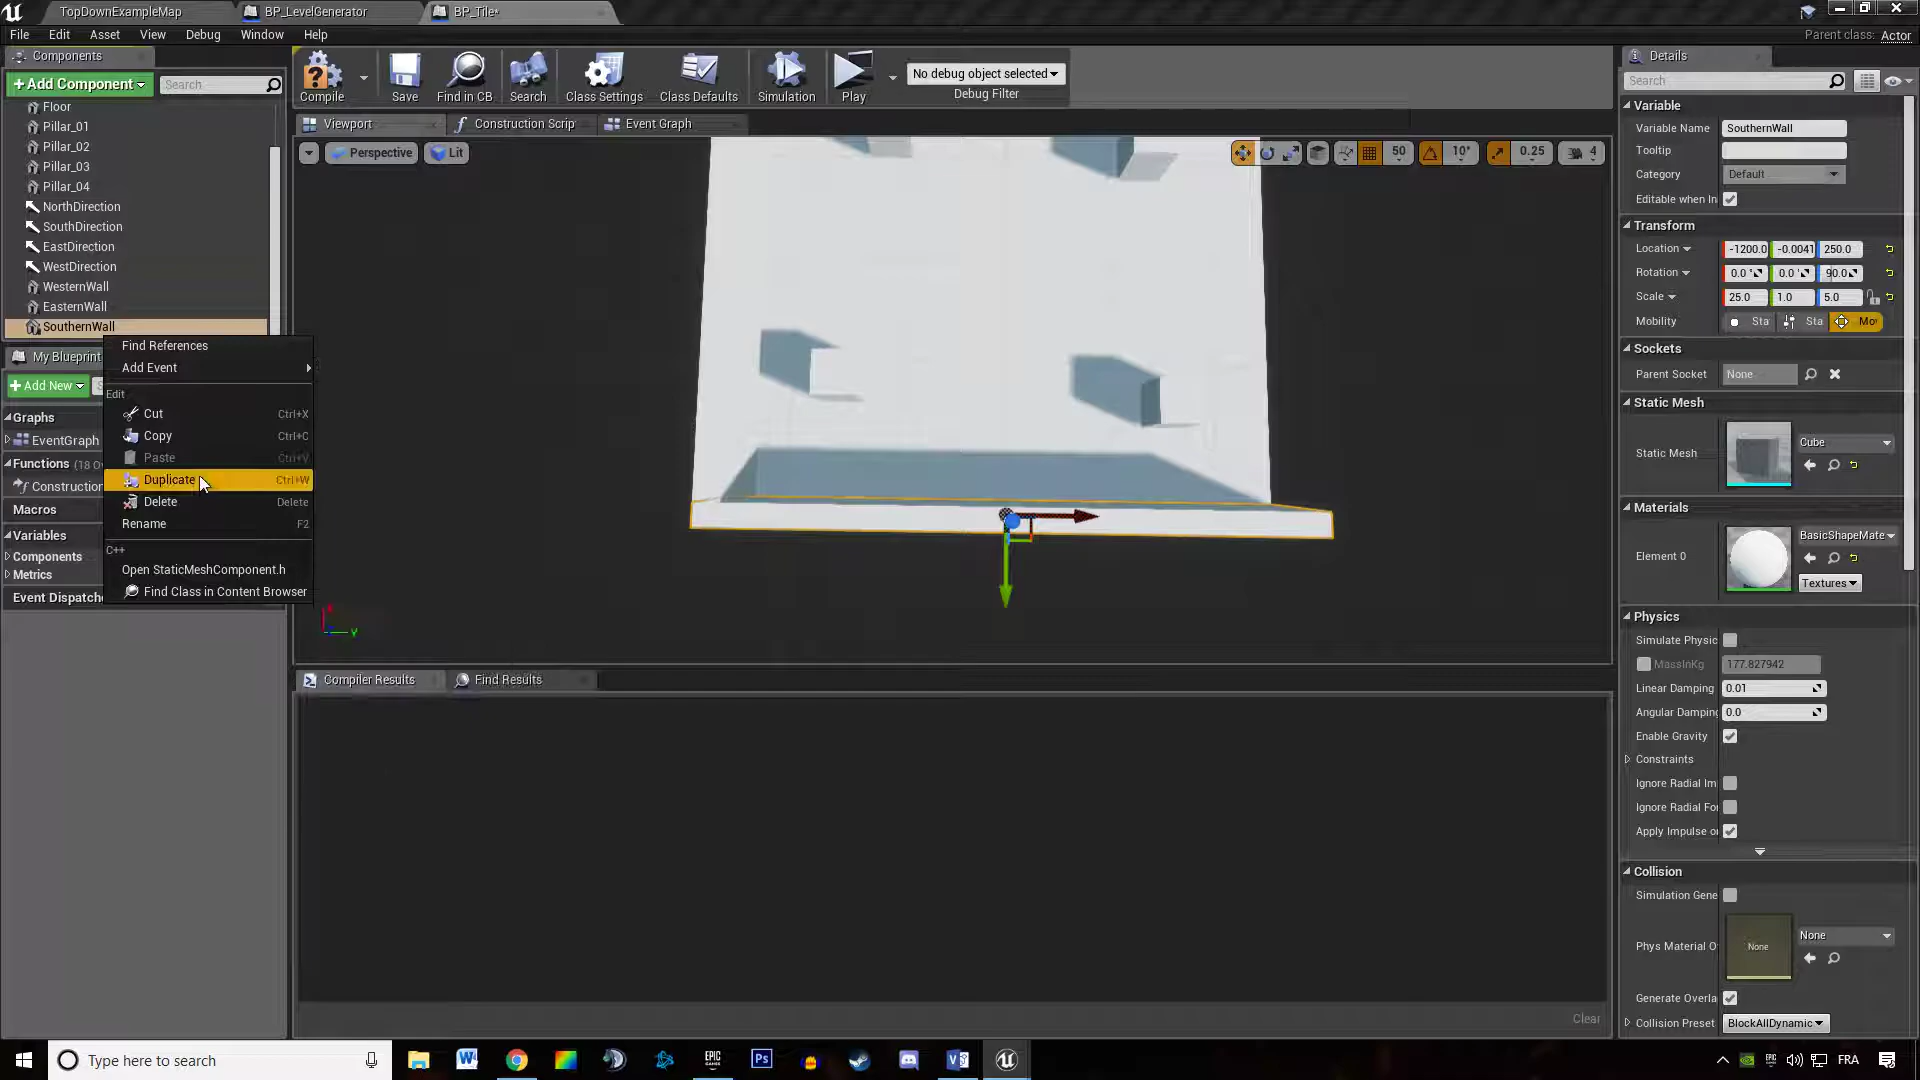 TopDownExampleMap
BP_LevelGenerator
BP_Tile*
File Edit Asset View Debug Window Help
Parent class: Actor
Components
+Add Component
Search
Floor
Pillar_01
Pillar_02
Pillar_03
Pillar_04
NorthDirection
SouthDirection
EastDirection
WestDirection
WesternWall
EasternWall
SouthernWall
Compile
Save
Find in CB
Search
Class Settings
Class Defaults
Simulation
Play
No debug object selected
Debug Filter
Viewport
Construction Scrip
Event Graph
Perspective
Lit
50
10°
0.25
4
My Blueprint
+Add New
Graphs
EventGraph
Functions (18 O
Construction
Macros
Variables
Components
Metrics
Event Dispatche
Find References
Add Event
Edit
Cut Ctrl+X
Copy Ctrl+C
Paste Ctrl+V
Duplicate Ctrl+W
Delete Delete
Rename F2
C++
Open StaticMeshComponent.h
Find Class in Content Browser
Y
Compiler Results
Find Results
Clear
Details
Search
Variable
Variable Name SouthernWall
Tooltip
Category Default
Editable when In
Transform
Location -1200.0 -0.0041 250.0
Rotation 0.0 ° 0.0 ° 90.0
Scale 25.0 1.0 5.0
Mobility Sta Sta Mo
Sockets
Parent Socket None
Static Mesh
Static Mesh
Cube
Materials
Element 0
BasicShapeMate
Textures
Physics
Simulate Physic
MassInKg 177.827942
Linear Damping 0.01
Angular Damping 0.0
Enable Gravity
Constraints
Ignore Radial Im
Ignore Radial Fo
Apply Impulse o
Collision
Simulation Gene
Phys Material O
None
None
Generate Overla
Collision Preset BlockAllDynamic
Type here to search
FRA